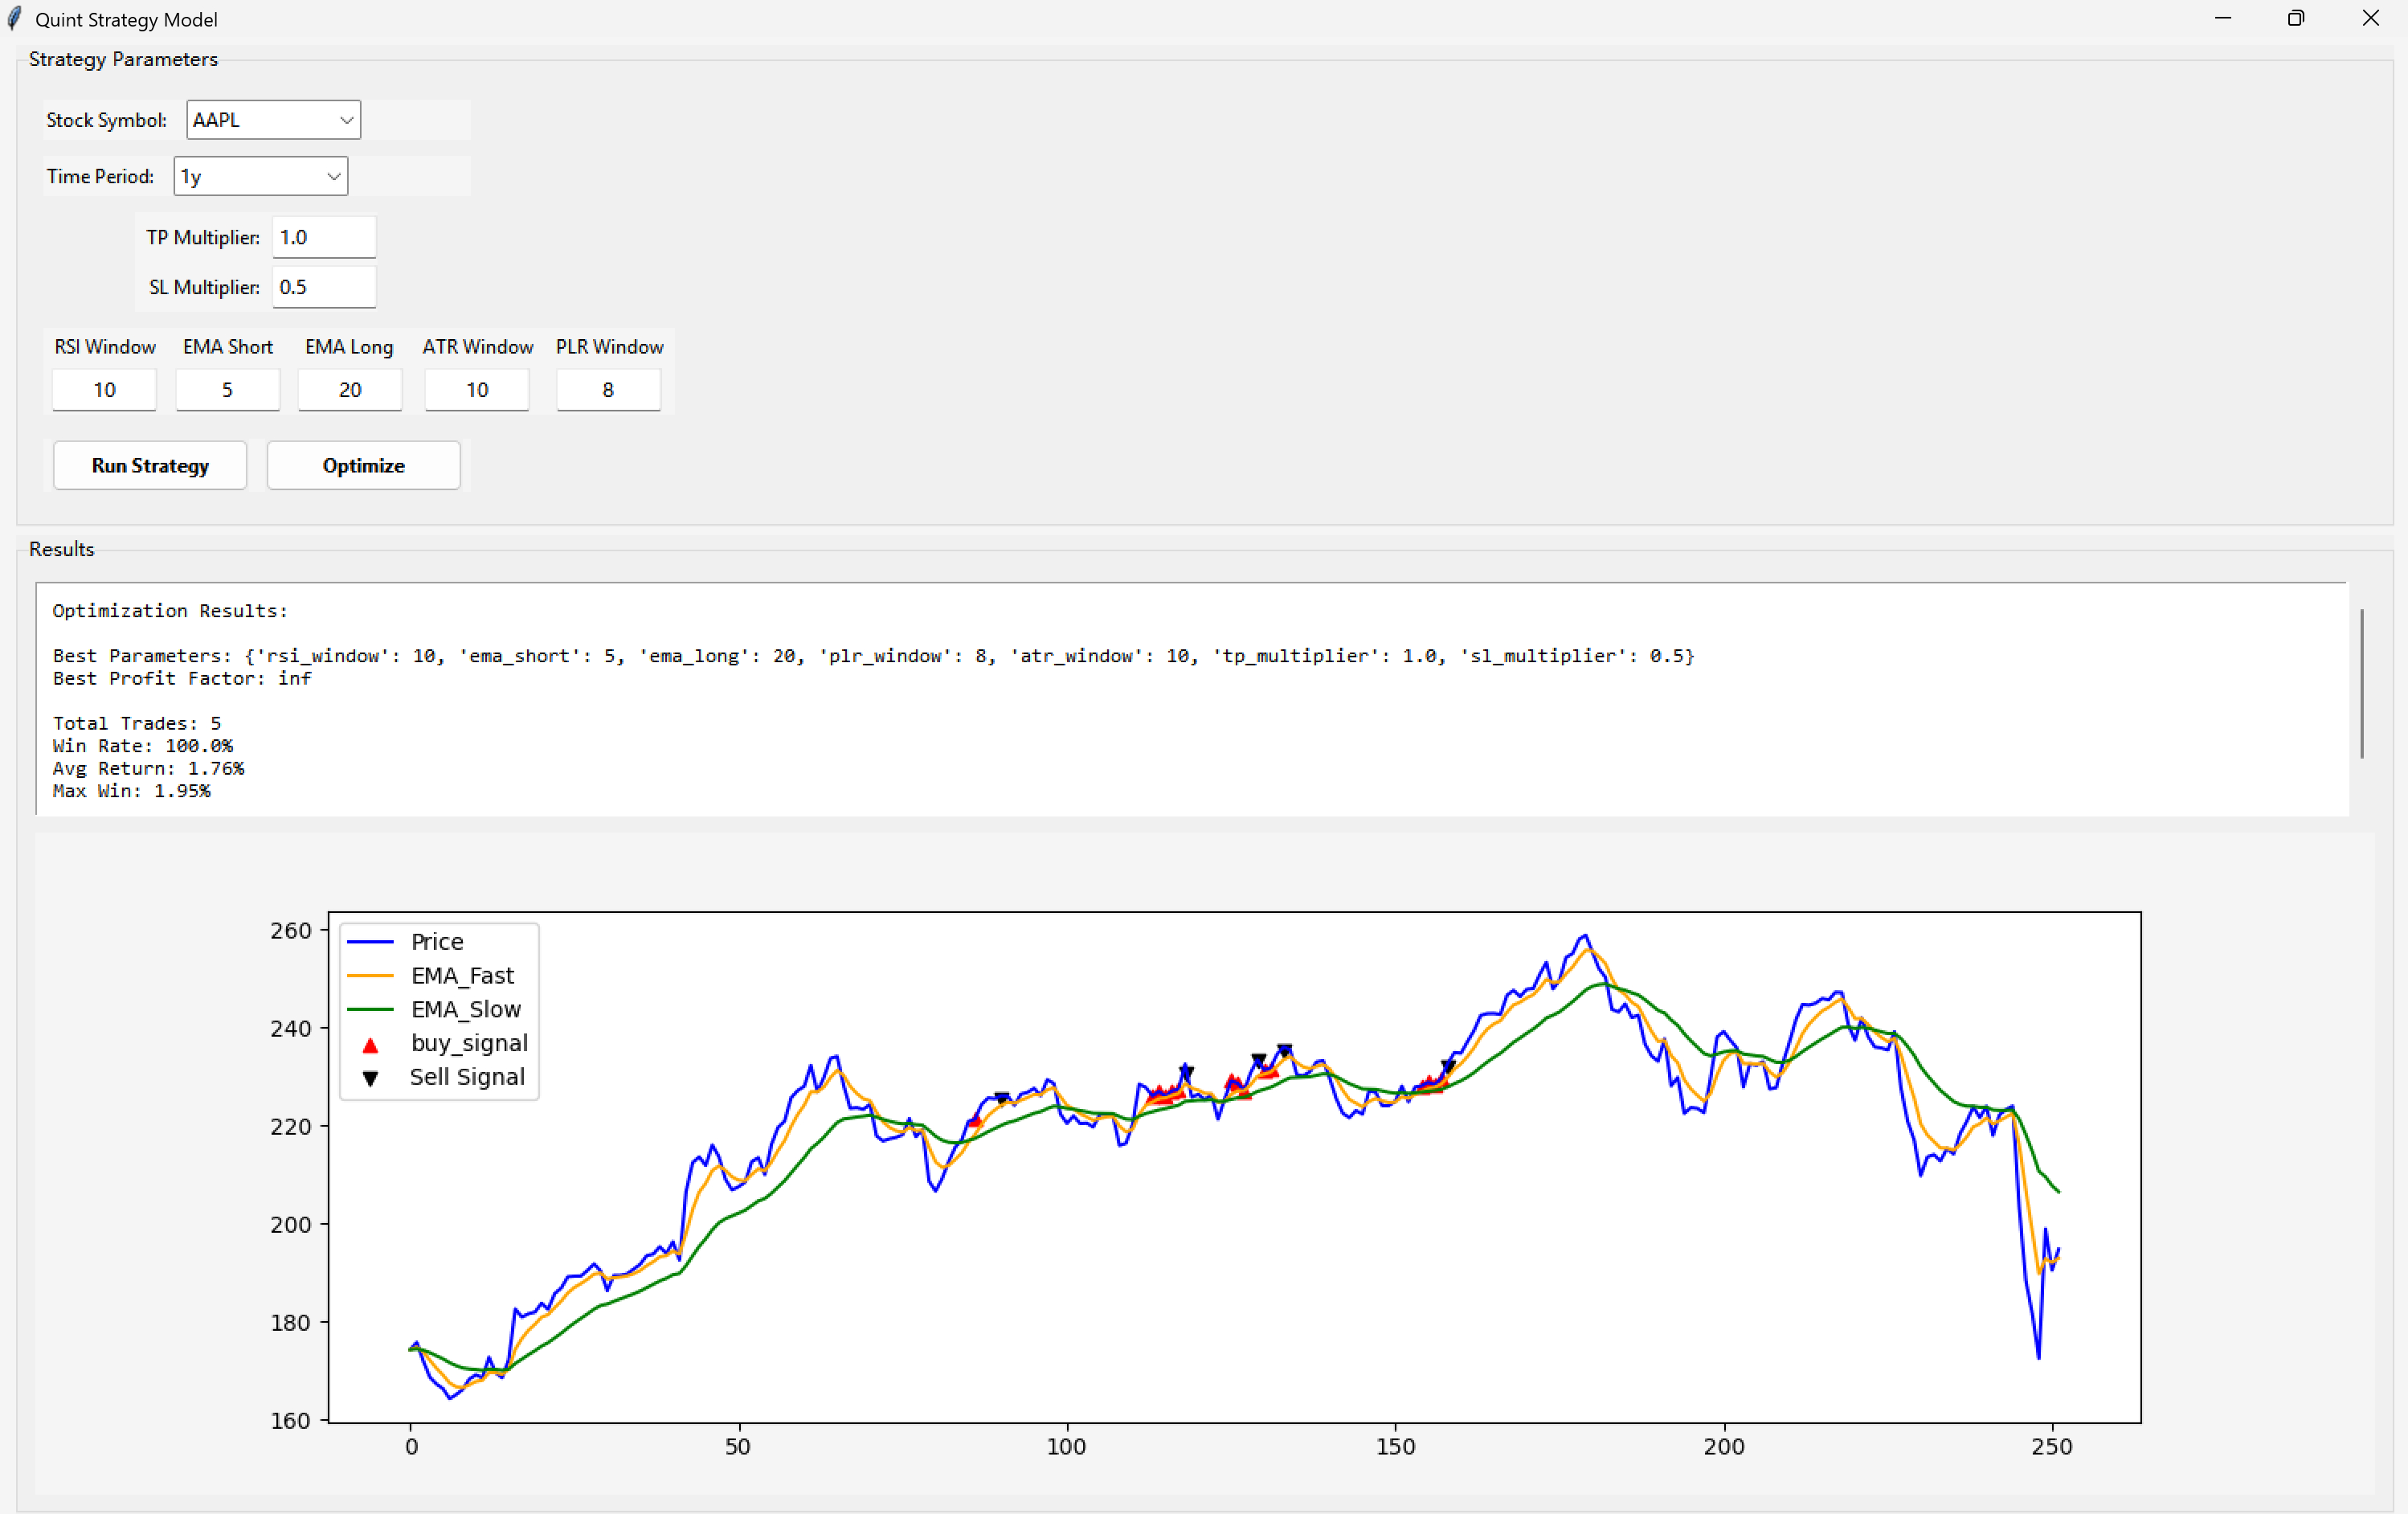 Quint Strategy Model
Strategy Parameters
Stock Symbol: AAPL
Time Period: 1y
TP Multiplier: 1.0
SL Multiplier: 0.5
RSI Window EMA Short EMA Long ATR Window PLR Window
10 5 20 10 8
Run Strategy Optimize
Results
Optimization Results:
Best Parameters: {'rsi_window': 10, 'ema_short': 5, 'ema_long': 20, 'plr_window': 8, 'atr_window': 10, 'tp_multiplier': 1.0, 'sl_multiplier': 0.5}
Best Profit Factor: inf
Total Trades: 5
Win Rate: 100.0%
Avg Return: 1.76%
Max Win: 1.95%
260
240
220
200
180
160
Price
EMA_Fast
EMA_Slow
buy_signal
Sell Signal
0 50 100 150 200 250